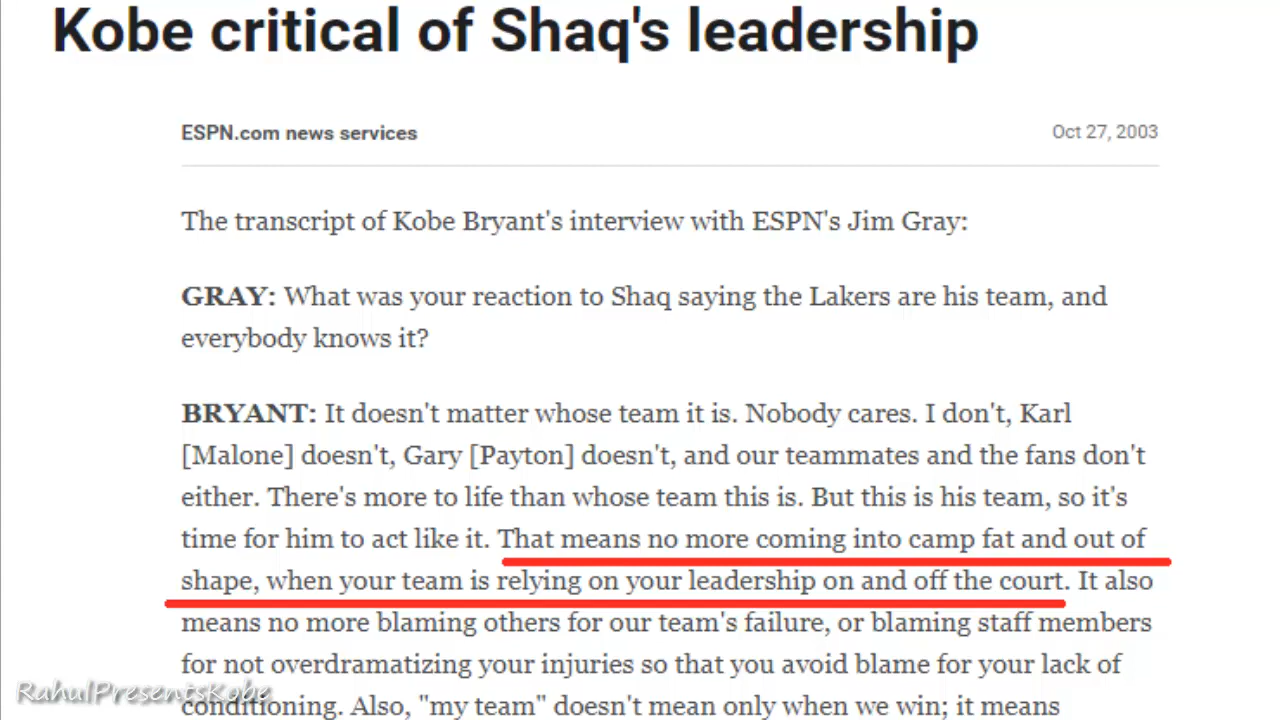 Kobe critical of Shaq's leadership
ESPN.com news services
Oct 27, 2003
The transcript of Kobe Bryant's interview with ESPN's Jim Gray:
GRAY: What was your reaction to Shaq saying the Lakers are his team, and
everybody knows it?
BRYANT: It doesn't matter whose team it is. Nobody cares. I don't, Karl
[Malone] doesn't, Gary [Payton] doesn't, and our teammates and the fans don't
either. There's more to life than whose team this is. But this is his team, so it's
time for him to act like it. That means no more coming into camp fat and out of
shape, when your team is relying on your leadership on and off the court. It also
means no more blaming others for our team's failure, or blaming staff members
for not overdramatizing your injuries so that you avoid blame for your lack of
conditioning. Also, "my team" doesn't mean only when we win; it means
RahulPresentsKobe